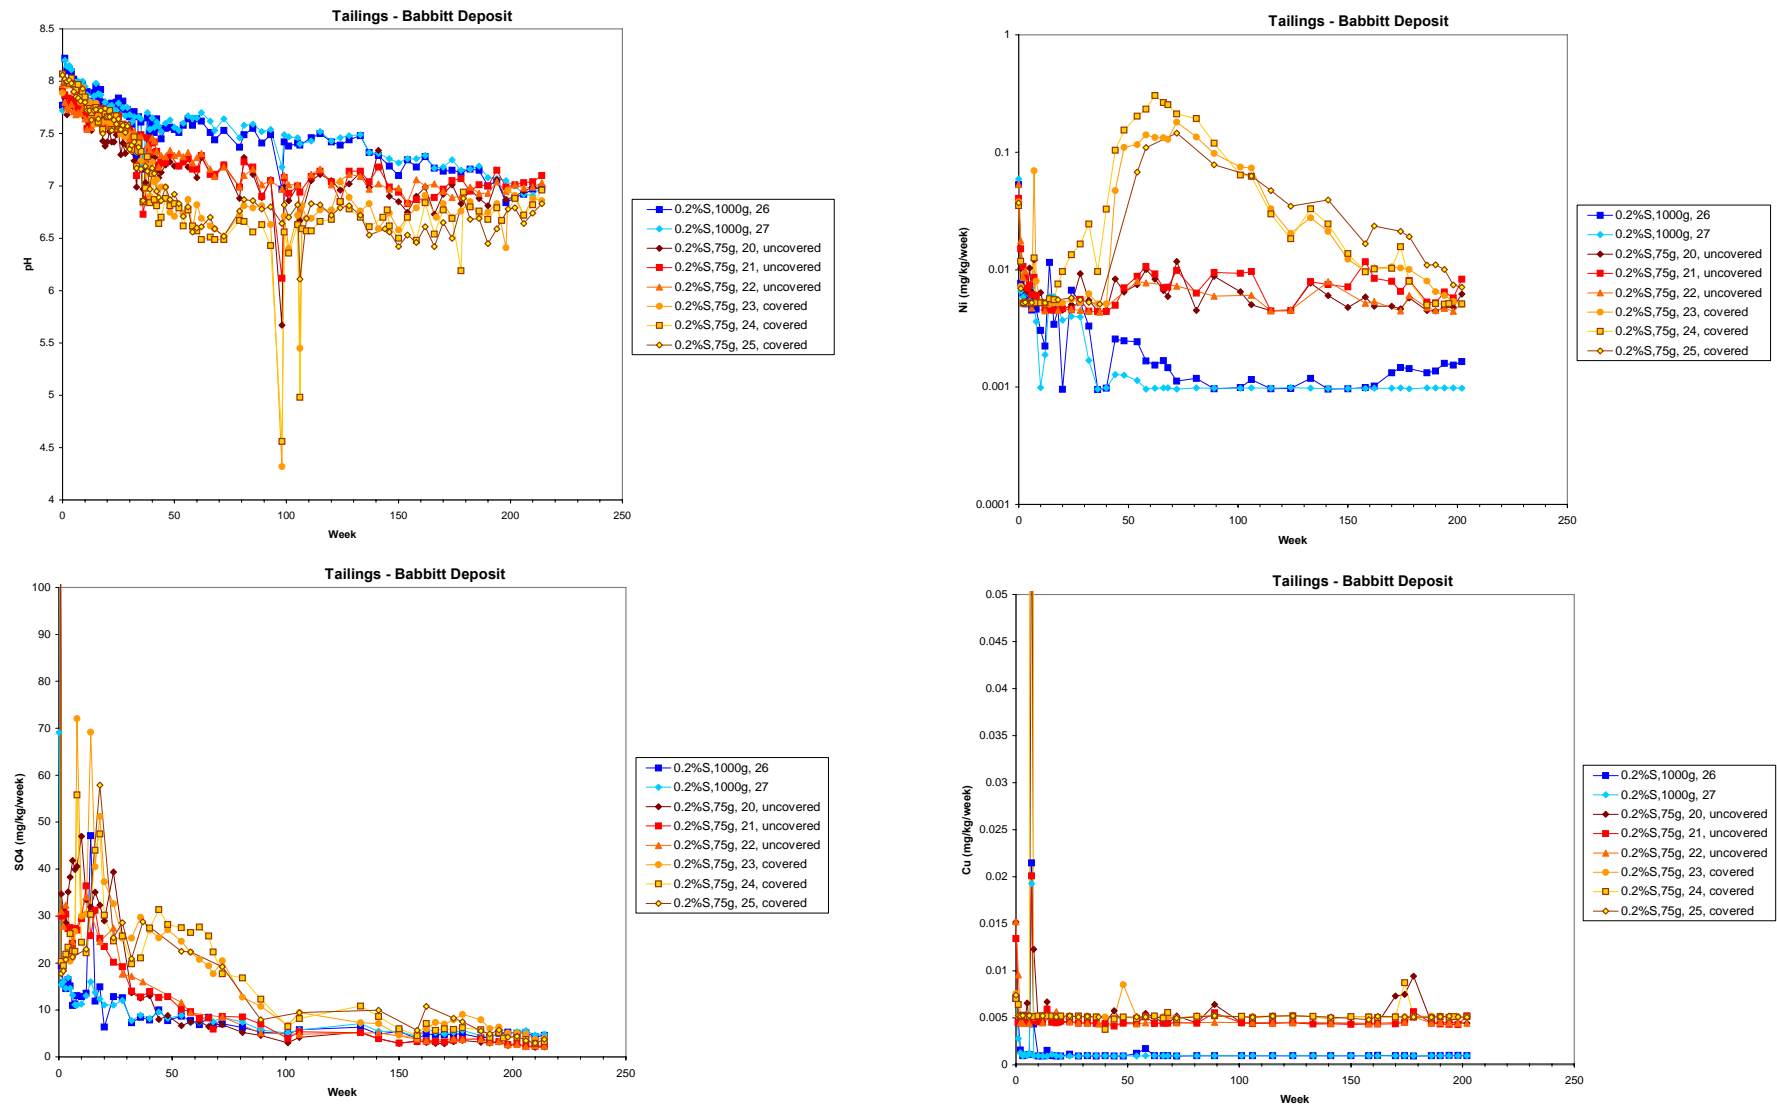 Tailings - Babbitt Deposit
8.5
8
7.5
7
6.5
6
5.5
5
4.5
4
pH
0
50
100
150
200
250
Week
0.2%S,1000g, 26
0.2%S,1000g, 27
0.2%S,75g, 20, uncovered
0.2%S,75g, 21, uncovered
0.2%S,75g, 22, uncovered
0.2%S,75g, 23, covered
0.2%S,75g, 24, covered
0.2%S,75g, 25, covered
Tailings - Babbitt Deposit
1
0.1
0.01
0.001
0.0001
Ni (mg/kg/week)
0
50
100
150
200
250
Week
0.2%S,1000g, 26
0.2%S,1000g, 27
0.2%S,75g, 20, uncovered
0.2%S,75g, 21, uncovered
0.2%S,75g, 22, uncovered
0.2%S,75g, 23, covered
0.2%S,75g, 24, covered
0.2%S,75g, 25, covered
Tailings - Babbitt Deposit
100
90
80
70
60
50
40
30
20
10
0
SO4 (mg/kg/week)
0
50
100
150
200
250
Week
0.2%S,1000g, 26
0.2%S,1000g, 27
0.2%S,75g, 20, uncovered
0.2%S,75g, 21, uncovered
0.2%S,75g, 22, uncovered
0.2%S,75g, 23, covered
0.2%S,75g, 24, covered
0.2%S,75g, 25, covered
Tailings - Babbitt Deposit
0.05
0.045
0.04
0.035
0.03
0.025
0.02
0.015
0.01
0.005
0
Cu (mg/kg/week)
0
50
100
150
200
250
Week
0.2%S,1000g, 26
0.2%S,1000g, 27
0.2%S,75g, 20, uncovered
0.2%S,75g, 21, uncovered
0.2%S,75g, 22, uncovered
0.2%S,75g, 23, covered
0.2%S,75g, 24, covered
0.2%S,75g, 25, covered